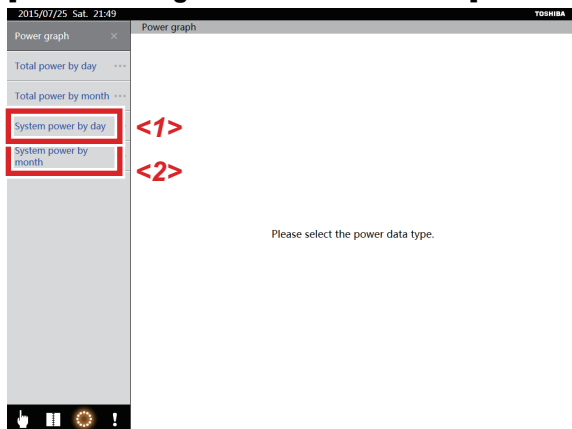 2015/07/25 Sat. 21:49
TOSHIBA
Power graph ×
Power graph
Total power by day ...
Total power by month ...
System power by day
<1>
System power by
month
<2>
Please select the power data type.